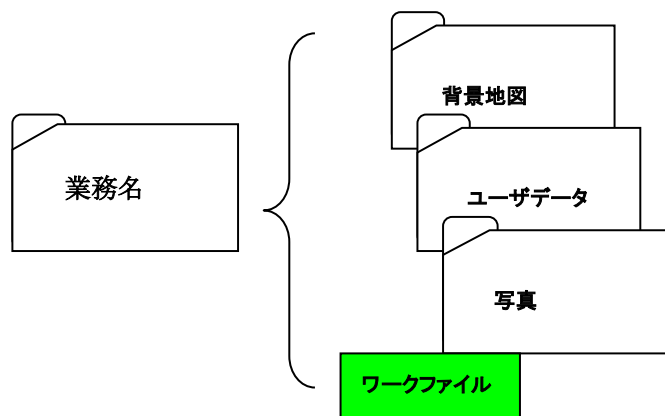 背景地図
業務名
ユーザデータ
写真
ワークファイル